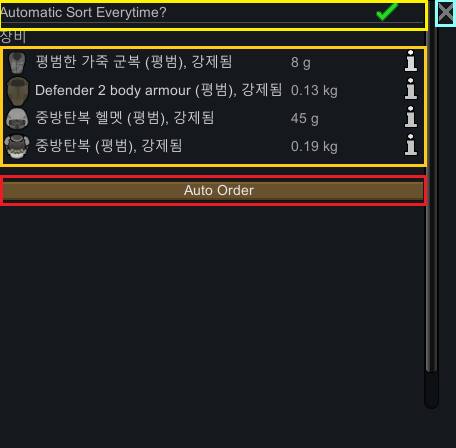 Automatic Sort Everytime?
장비
평범한 가죽 군복 (평범), 강제됨 8 g
Defender 2 body armour (평범), 강제됨 0.13 kg
중방탄복 헬멧 (평범), 강제됨 45 g
중방탄복 (평범), 강제됨 0.19 kg
Auto Order